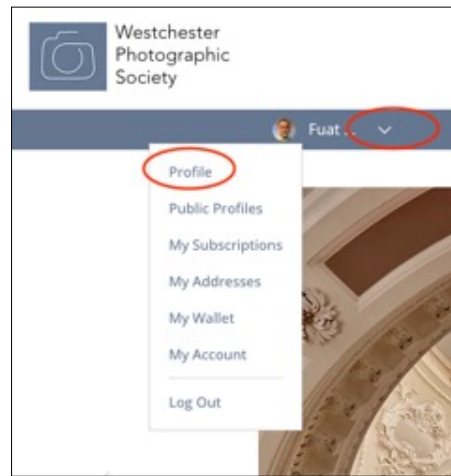 Westchester
Photographic
Society
Fuat ...
Profile
Public Profiles
My Subscriptions
My Addresses
My Wallet
My Account
Log Out